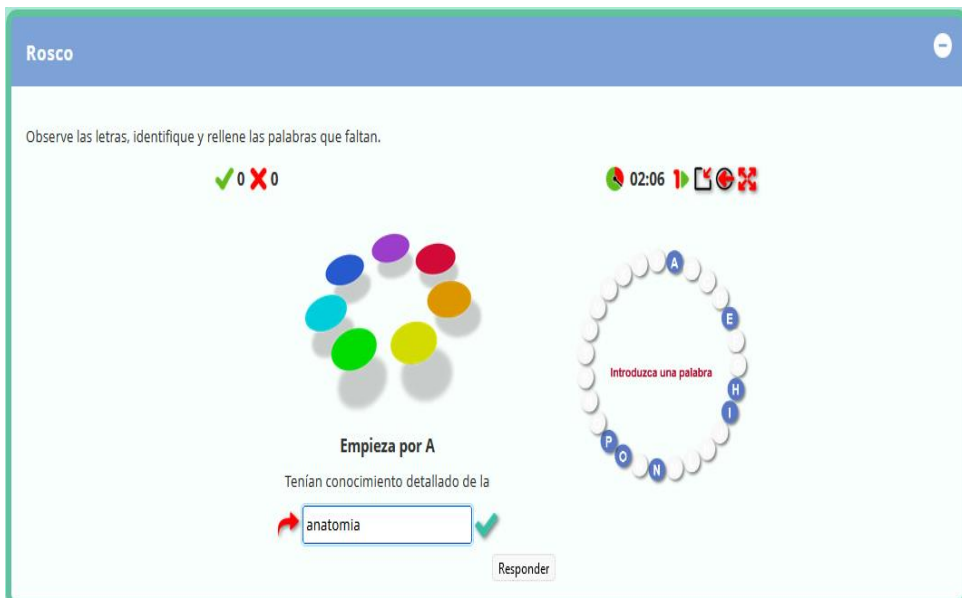 Rosco
Observe las letras, identifique y rellene las palabras que faltan.
0 0
02:06 1
A
E
H
I
N
O
P
Introduzca una palabra
Empieza por A
Tenían conocimiento detallado de la
anatomia
Responder